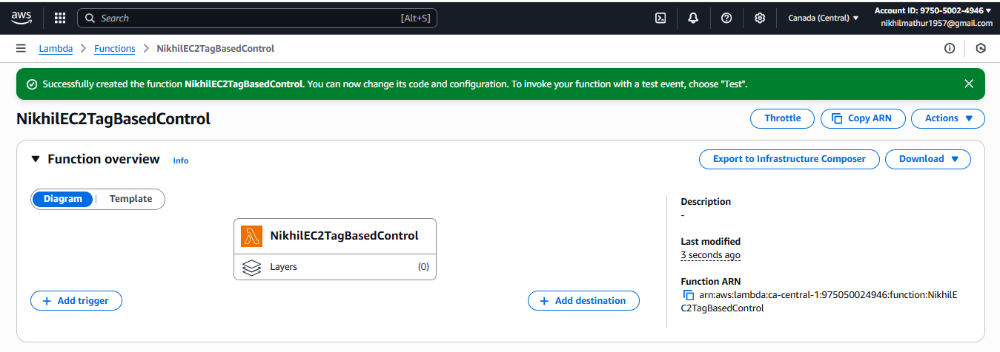 aws
Search [Alt+S]
Canada (Central)
Account ID: 9750-5002-4946
nikhilmathur1957@gmail.com
Lambda > Functions > NikhilEC2TagBasedControl
Successfully created the function NikhilEC2TagBasedControl. You can now change its code and configuration. To invoke your function with a test event, choose "Test".
NikhilEC2TagBasedControl
Throttle
Copy ARN
Actions
Function overview Info
Export to Infrastructure Composer
Download
Diagram | Template
NikhilEC2TagBasedControl
Layers (0)
+ Add trigger
+ Add destination
Description
-
Last modified
3 seconds ago
Function ARN
arn:aws:lambda:ca-central-1:975050024946:function:NikhilE
C2TagBasedControl